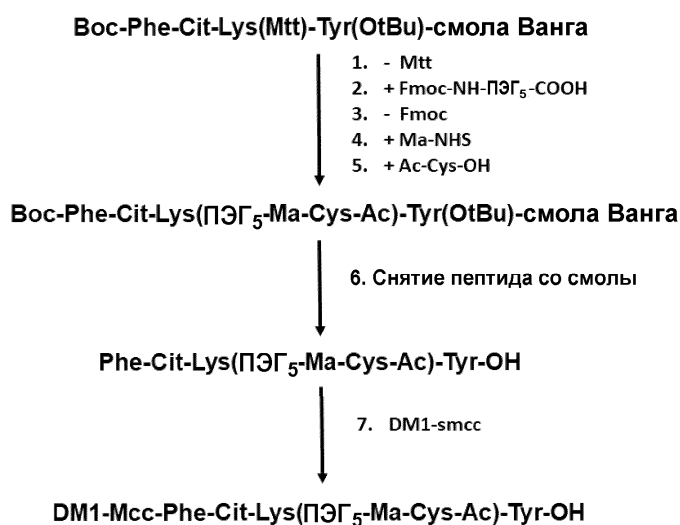 Boc-Phe-Cit-Lys(Mtt)-Tyr(OtBu)-смола Ванга
1. - Mtt
2. + Fmoc-NH-ПЭГ5-COOH
3. - Fmoc
4. + Ma-NHS
5. + Ac-Cys-OH
Boc-Phe-Cit-Lys(ПЭГ5-Ma-Cys-Ac)-Tyr(OtBu)-смола Ванга
6. Снятие пептида со смолы
Phe-Cit-Lys(ПЭГ5-Ma-Cys-Ac)-Tyr-OH
7. DM1-smcc
DM1-Mcc-Phe-Cit-Lys(ПЭГ5-Ma-Cys-Ac)-Tyr-OH